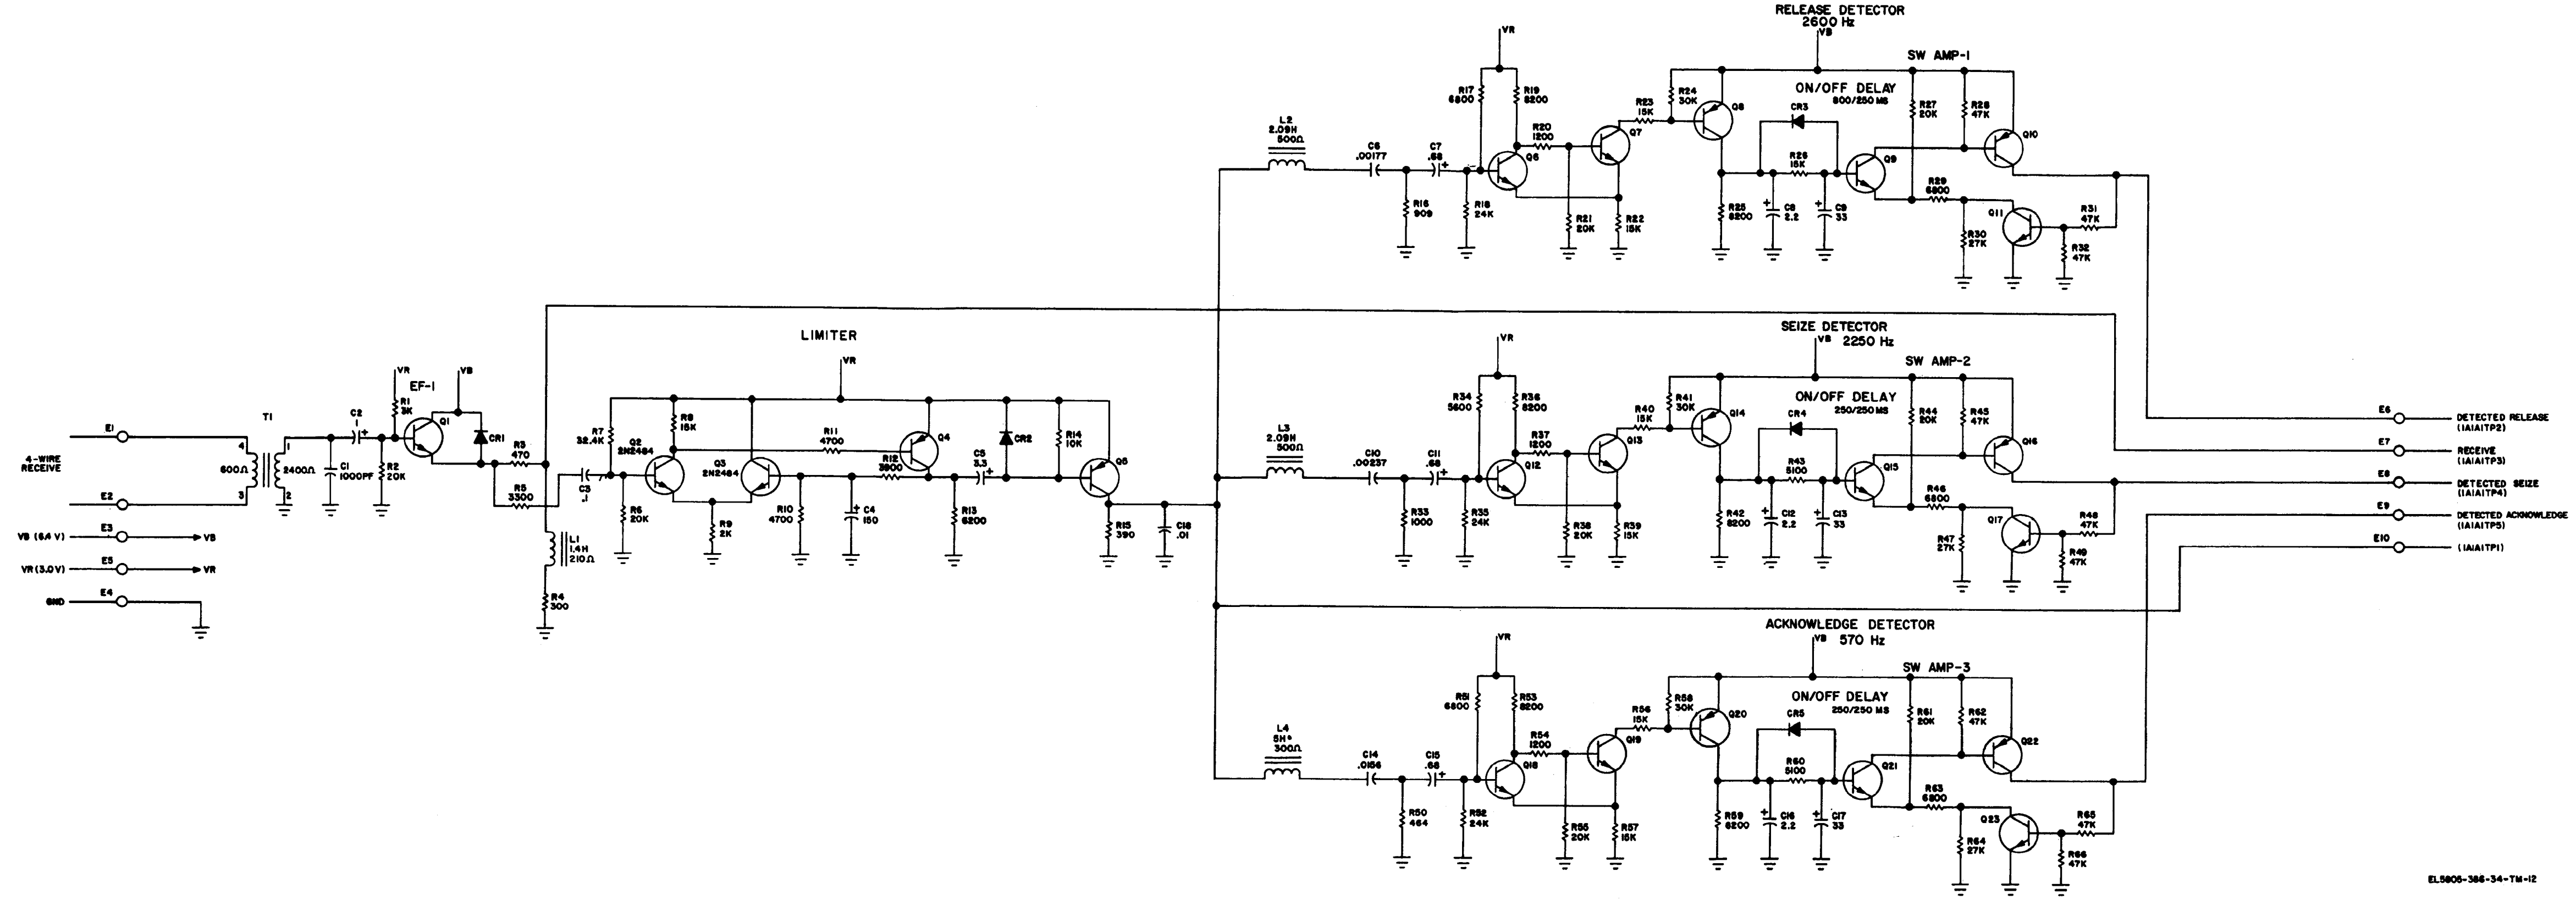 RELEASE DETECTOR
2600 Hz
VR
VB
SW AMP-1
ON/OFF DELAY
800/250 MS
R17
6800
R19
8200
R24
30K
Q8
CR3
R27
20K
R28
47K
L2
2.09H
500Ω
R20
1200
R23
15K
Q7
Q10
C6
.00177
C7
.68
+
Q6
R26
15K
Q9
R29
6800
R16
909
R18
24K
R21
20K
R22
15K
R25
8200
+
C8
2.2
+
C9
33
R30
27K
Q11
R31
47K
R32
47K
LIMITER
VR
SEIZE DETECTOR
2250 Hz
VR
VB
SW AMP-2
ON/OFF DELAY
250/250 MS
R34
5600
R36
8200
R41
30K
Q14
CR4
R44
20K
R45
47K
L3
2.09H
500Ω
R37
1200
R40
15K
Q13
Q16
C10
.00237
C11
.68
+
Q12
R43
5100
Q15
R46
6800
R33
1000
R35
24K
R38
20K
R39
15K
R42
8200
+
C12
2.2
+
C13
33
R47
27K
Q17
R48
47K
R49
47K
VR
VB
EF-1
T1
E1
4-WIRE
RECEIVE
E2
4
3
600Ω
1
2
2400Ω
C1
1000PF
C2
1
+
R1
3K
R2
20K
Q1
CR1
R3
470
R5
3300
C3
.1
R7
32.4K
R6
20K
R8
15K
Q2
2N2484
Q3
2N2484
R9
2K
R11
4700
R10
4700
+
C4
150
R12
3900
Q4
R13
6200
C5
3.3
+
CR2
R14
10K
Q5
R15
390
C18
.01
L1
1.4H
210Ω
R4
300
VB (6.4 V)
E3
VB
VR (3.0V)
E5
VR
GND
E4
E6
DETECTED RELEASE
(1A1A1TP2)
E7
RECEIVE
(1A1A1TP3)
E8
DETECTED SEIZE
(1A1A1TP4)
E9
DETECTED ACKNOWLEDGE
(1A1A1TP5)
E10
(1A1A1TP1)
ACKNOWLEDGE DETECTOR
570 Hz
VR
VB
SW AMP-3
ON/OFF DELAY
250/250 MS
R51
6800
R53
8200
R58
30K
Q20
CR5
R61
20K
R62
47K
L4
5H*
300Ω
R54
1200
R56
15K
Q19
Q22
C14
.0156
C15
.68
+
Q18
R60
5100
Q21
R63
6800
R50
464
R52
24K
R55
20K
R57
15K
R59
8200
+
C16
2.2
+
C17
33
R64
27K
Q23
R65
47K
R66
47K
EL5805-386-34-TM-12